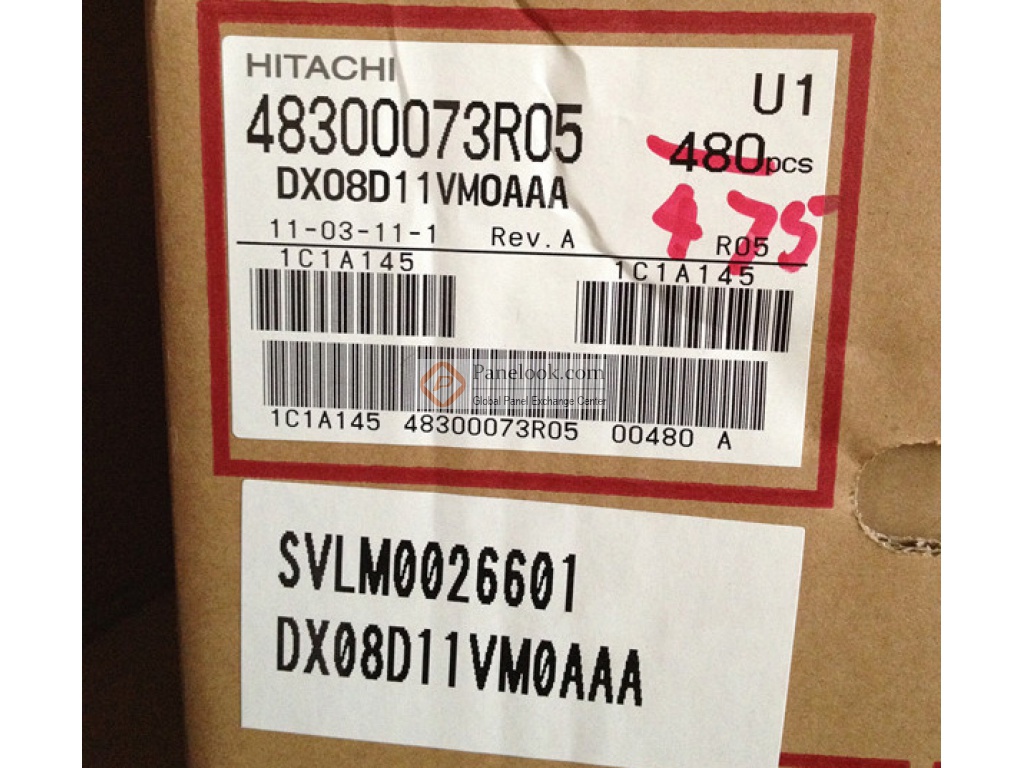 HITACHI
U1
48300073R05
480pcs
DX08D11VM0AAA
475
11-03-11-1 Rev.A R05
1C1A145 1C1A145
Panelook.com
Global Panel Exchange Center
1C1A145 48300073R05 00480 A
SVLM0026601
DX08D11VM0AAA